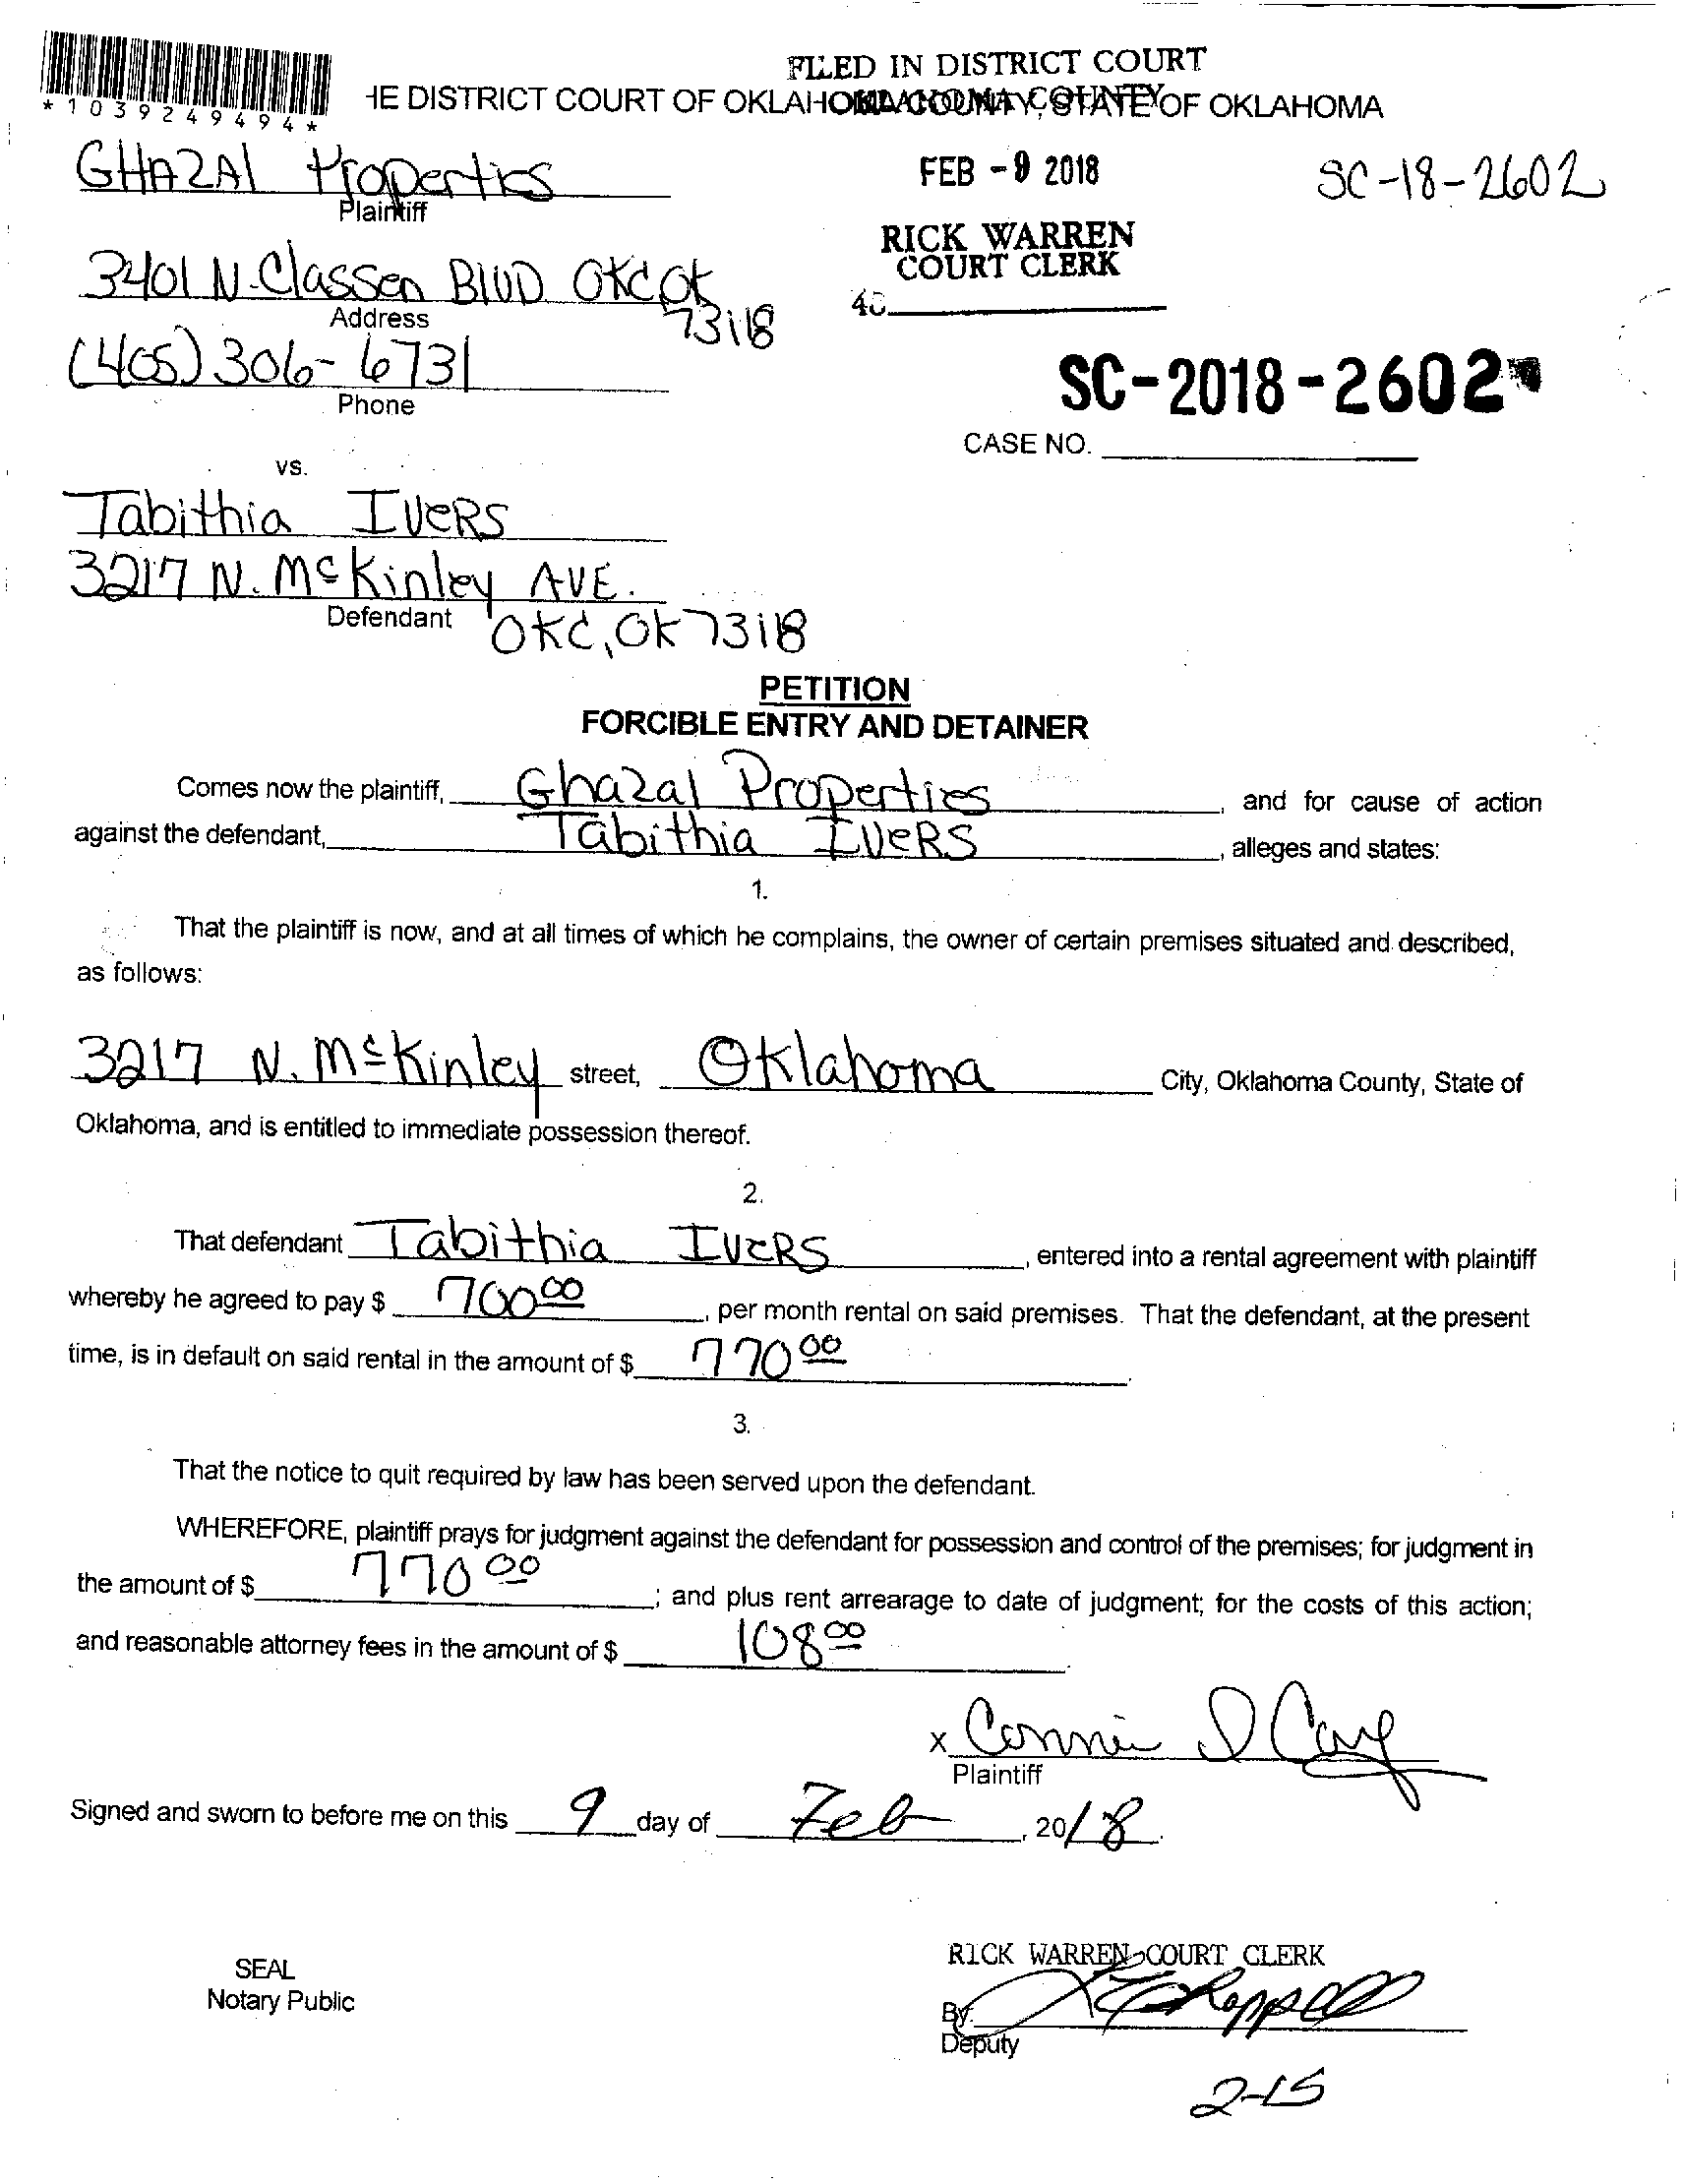 FILED IN DISTRICT COURT
HE DISTRICT COURT OF OKLAHOMA COUNTY, STATE OF OKLAHOMA
*1039249494*
GHAZAl Properties
Plaintiff
FEB -9 2018
SC-18-2602
RICK WARREN
COURT CLERK
3401 N. Classen BlVD OKC OK
73118
Address
(405) 306-6731
Phone
SC-2018-2602
CASE NO.
vs.
Tabithia IVERS
3217 N. McKinley AVE.
Defendant
OKC, OK 73118
PETITION
FORCIBLE ENTRY AND DETAINER
Comes now the plaintiff, Ghazal Properties, and for cause of action
against the defendant, Tabithia IVeRS, alleges and states:
1.
That the plaintiff is now, and at all times of which he complains, the owner of certain premises situated and described,
as follows:
3217 N. McKinley street, Oklahoma City, Oklahoma County, State of
Oklahoma, and is entitled to immediate possession thereof.
2.
That defendant Tabithia IVERS, entered into a rental agreement with plaintiff
whereby he agreed to pay $ 700 00, per month rental on said premises. That the defendant, at the present
time, is in default on said rental in the amount of $ 770 00.
3.
That the notice to quit required by law has been served upon the defendant.
WHEREFORE, plaintiff prays for judgment against the defendant for possession and control of the premises; for judgment in
the amount of $ 770 00; and plus rent arrearage to date of judgment; for the costs of this action;
and reasonable attorney fees in the amount of $ 108 00.
x Connie
Plaintiff
Signed and sworn to before me on this 9 day of Feb, 2018.
SEAL
Notary Public
RICK WARREN COURT CLERK
By:
Deputy
2-15